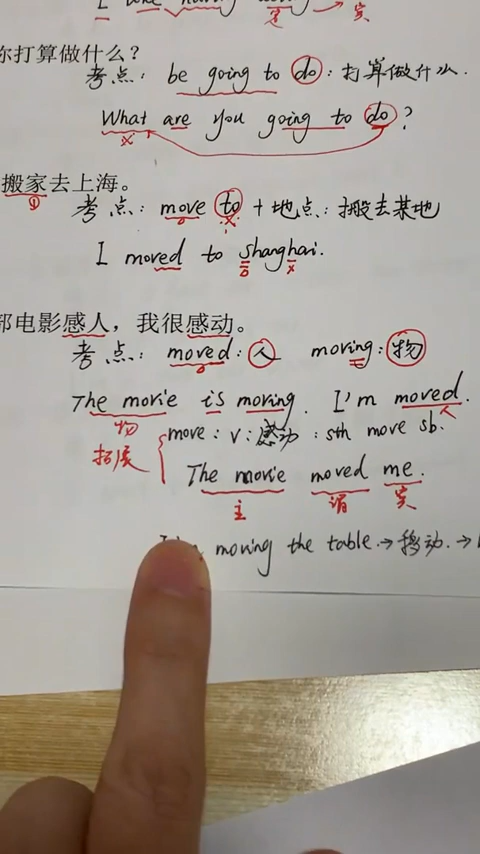 你打算做什么？
考点：be going to do：打算做什么.
What are you going to do?
x
搬家去上海。
①
考点：move to + 地点：搬去某地
x
I moved to shanghai.
x
部电影感人，我很感动。
考点：moved：人 moving：物
The movie is moving. I'm moved.
物 人
拓展 move：v：感动：sth move sb.
The movie moved me.
主 谓 宾
moving the table.→移动.→